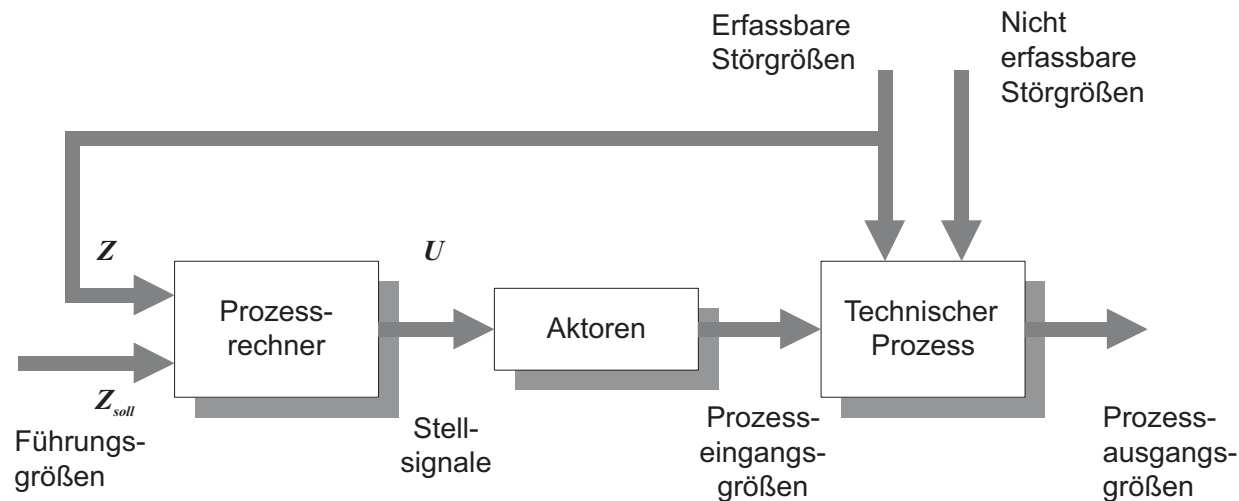 Erfassbare
Störgrößen
Nicht
erfassbare
Störgrößen
Z
U
Prozess-
rechner
Aktoren
Technischer
Prozess
Z soll
Führungs-
größen
Stell-
signale
Prozess-
eingangs-
größen
Prozess-
ausgangs-
größen